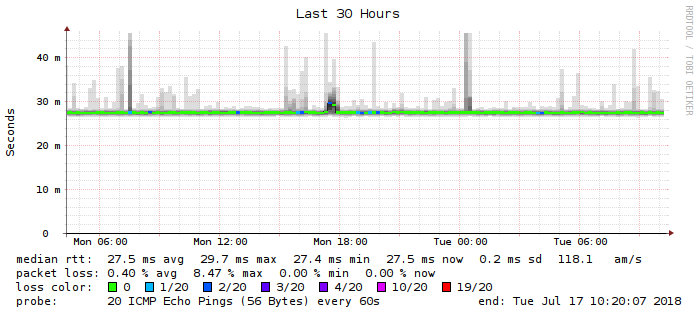 Last 30 Hours
RRDTOOL / TOBI OETIKER
Seconds
40 m
30 m
20 m
10 m
0
Mon 06:00 Mon 12:00 Mon 18:00 Tue 00:00 Tue 06:00
median rtt: 27.5 ms avg 29.7 ms max 27.4 ms min 27.5 ms now 0.2 ms sd 118.1 am/s
packet loss: 0.40 % avg 8.47 % max 0.00 % min 0.00 % now
loss color: 0 1/20 2/20 3/20 4/20 10/20 19/20
probe: 20 ICMP Echo Pings (56 Bytes) every 60s end: Tue Jul 17 10:20:07 2018